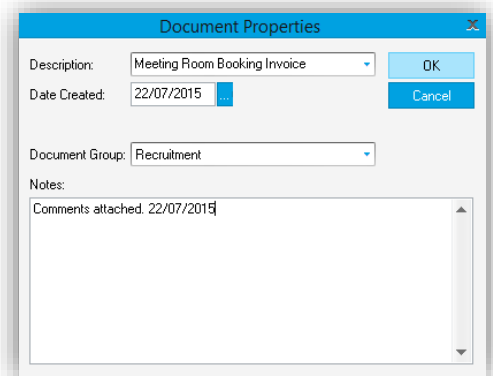 Document Properties
X
Description: Meeting Room Booking Invoice OK
Date Created: 22/07/2015 ... Cancel
Document Group: Recruitment
Notes:
Comments attached. 22/07/2015